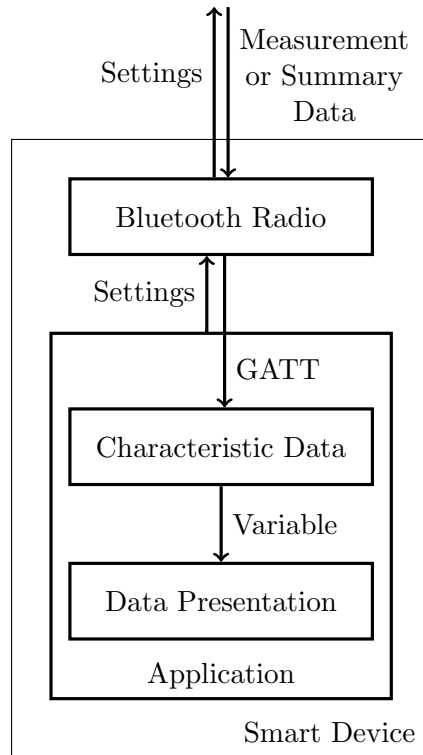 Settings
Measurement
or Summary
Data
Bluetooth Radio
Settings
GATT
Characteristic Data
Variable
Data Presentation
Application
Smart Device